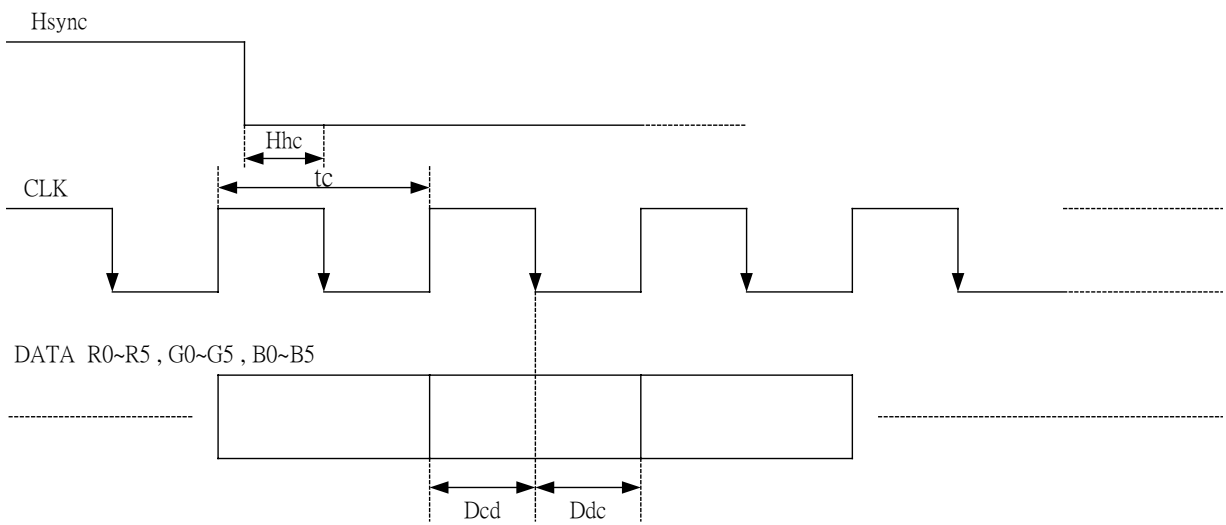 Hsync
Hhc
tc
CLK
DATA R0~R5 , G0~G5 , B0~B5
Dcd
Ddc